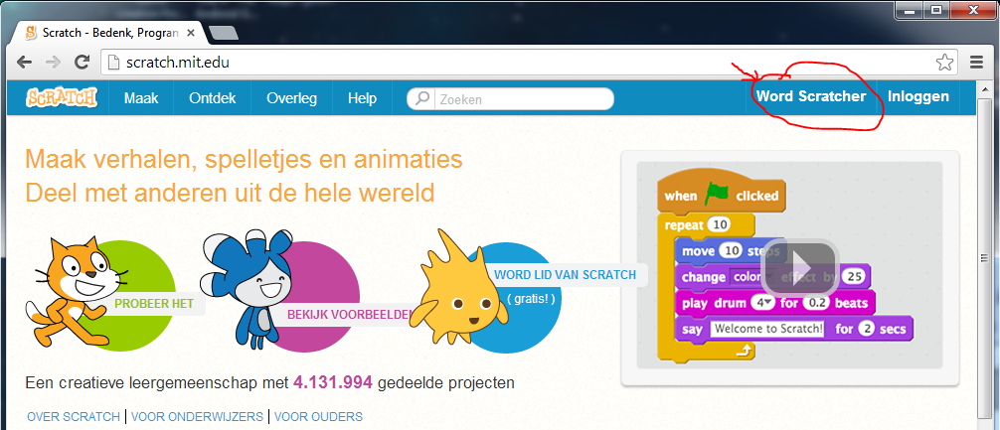 Scratch - Bedenk, Progran
scratch.mit.edu
SCRATCH Maak Ontdek Overleg Help Zoeken Word Scratcher Inloggen
Maak verhalen, spelletjes en animaties
Deel met anderen uit de hele wereld
PROBEER HET
BEKIJK VOORBEELDEN
WORD LID VAN SCRATCH
( gratis! )
when clicked
repeat 10
move 10 steps
change color effect by 25
play drum 4 for 0.2 beats
say Welcome to Scratch! for 2 secs
Een creatieve leergemeenschap met 4.131.994 gedeelde projecten
OVER SCRATCH | VOOR ONDERWIJZERS | VOOR OUDERS